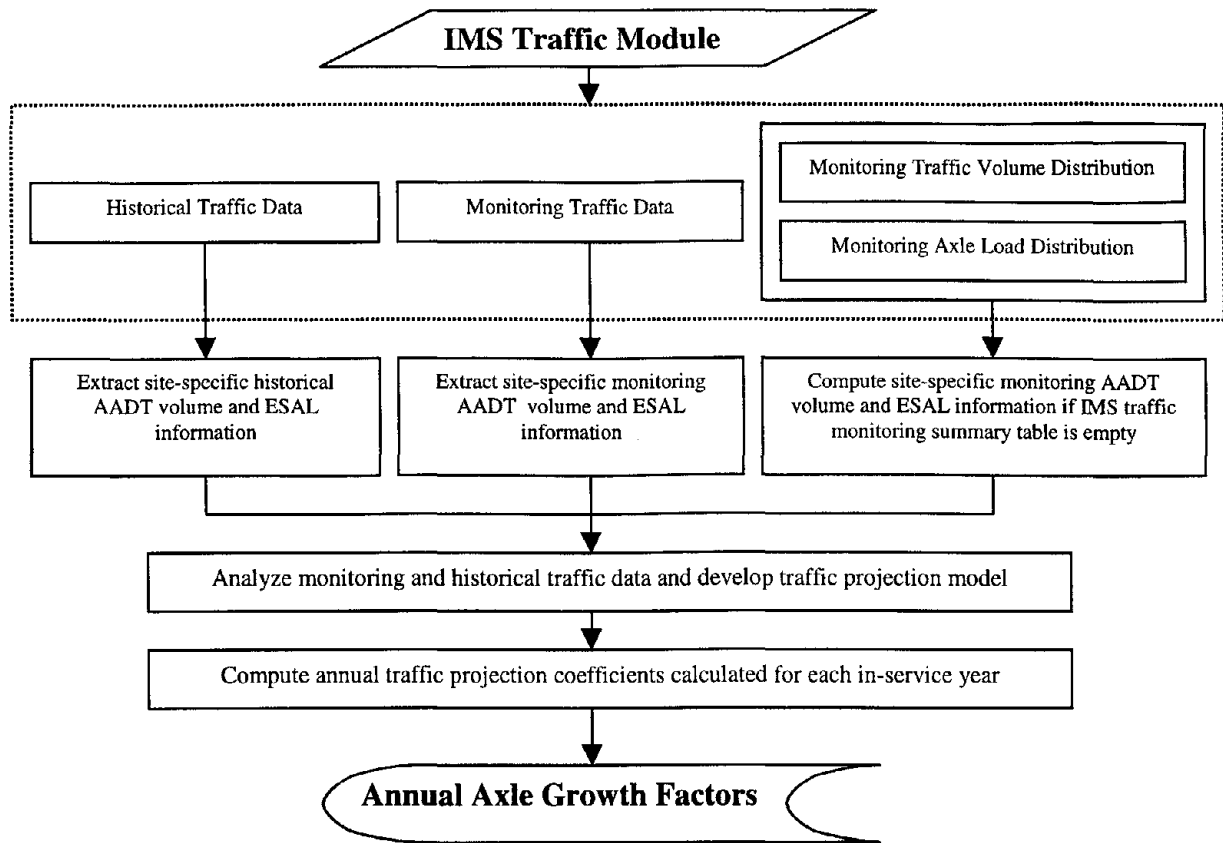 IMS Traffic Module
Historical Traffic Data
Monitoring Traffic Data
Monitoring Traffic Volume Distribution
Monitoring Axle Load Distribution
Extract site-specific historical
AADT volume and ESAL
information
Extract site-specific monitoring
AADT volume and ESAL
information
Compute site-specific monitoring AADT
volume and ESAL information if IMS traffic
monitoring summary table is empty
Analyze monitoring and historical traffic data and develop traffic projection model
Compute annual traffic projection coefficients calculated for each in-service year
Annual Axle Growth Factors